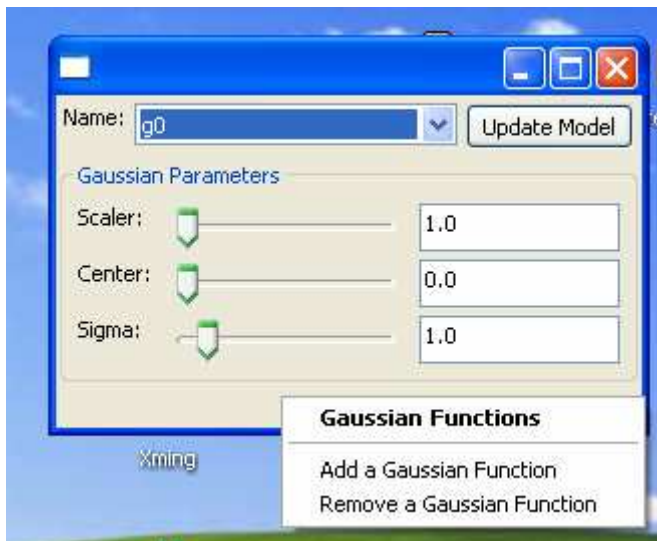 Name: g0 Update Model
Gaussian Parameters
Scaler: 1.0
Center: 0.0
Sigma: 1.0
Gaussian Functions
Xming
Add a Gaussian Function
Remove a Gaussian Function